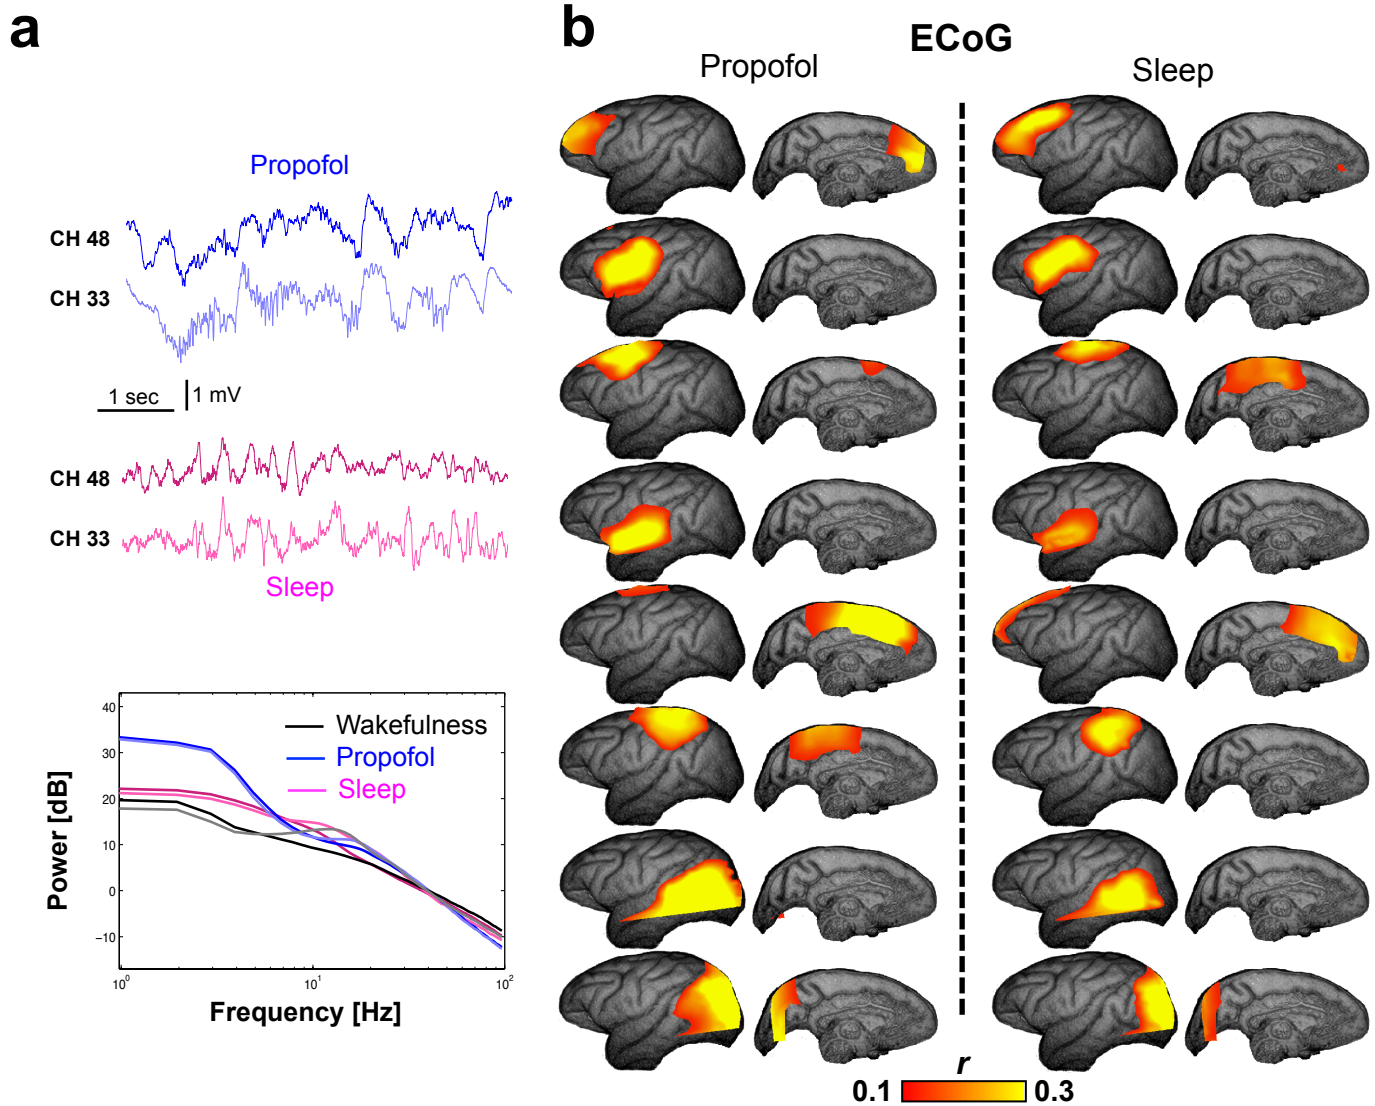 a
Propofol
CH 48
CH 33
1 sec
1 mV
CH 48
CH 33
Sleep
40
30
20
10
0
−10
Power [dB]
Wakefulness
Propofol
Sleep
10⁰
10¹
10²
Frequency [Hz]
b
ECoG
Propofol
Sleep
r
0.1
0.3